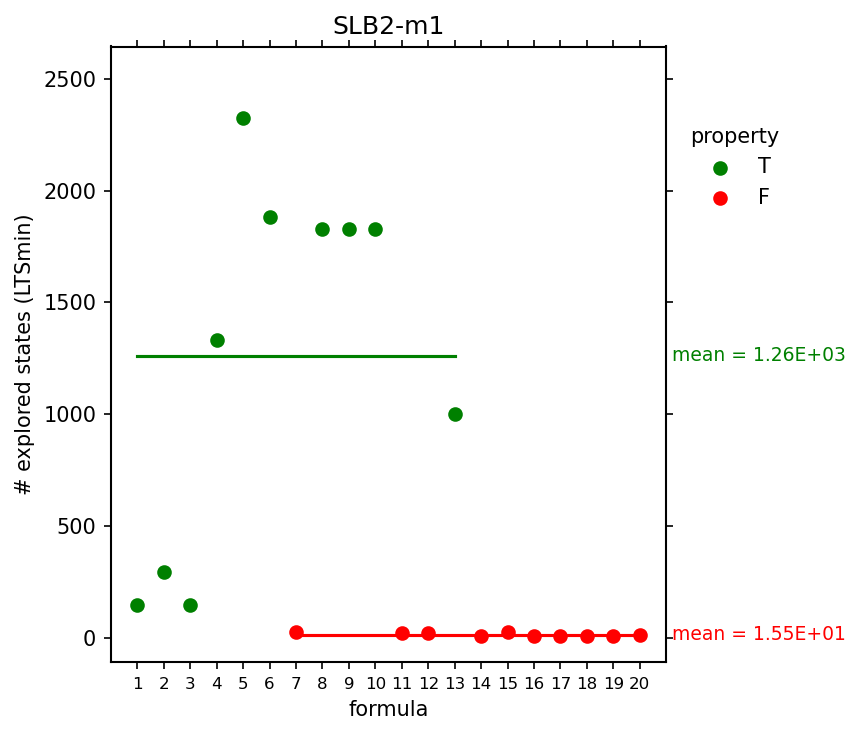 SLB2-m1
# explored states (LTSmin)
2500
2000
1500
1000
500
0
property
T
F
mean = 1.26E+03
mean = 1.55E+01
1 2 3 4 5 6 7 8 9 10 11 12 13 14 15 16 17 18 19 20
formula